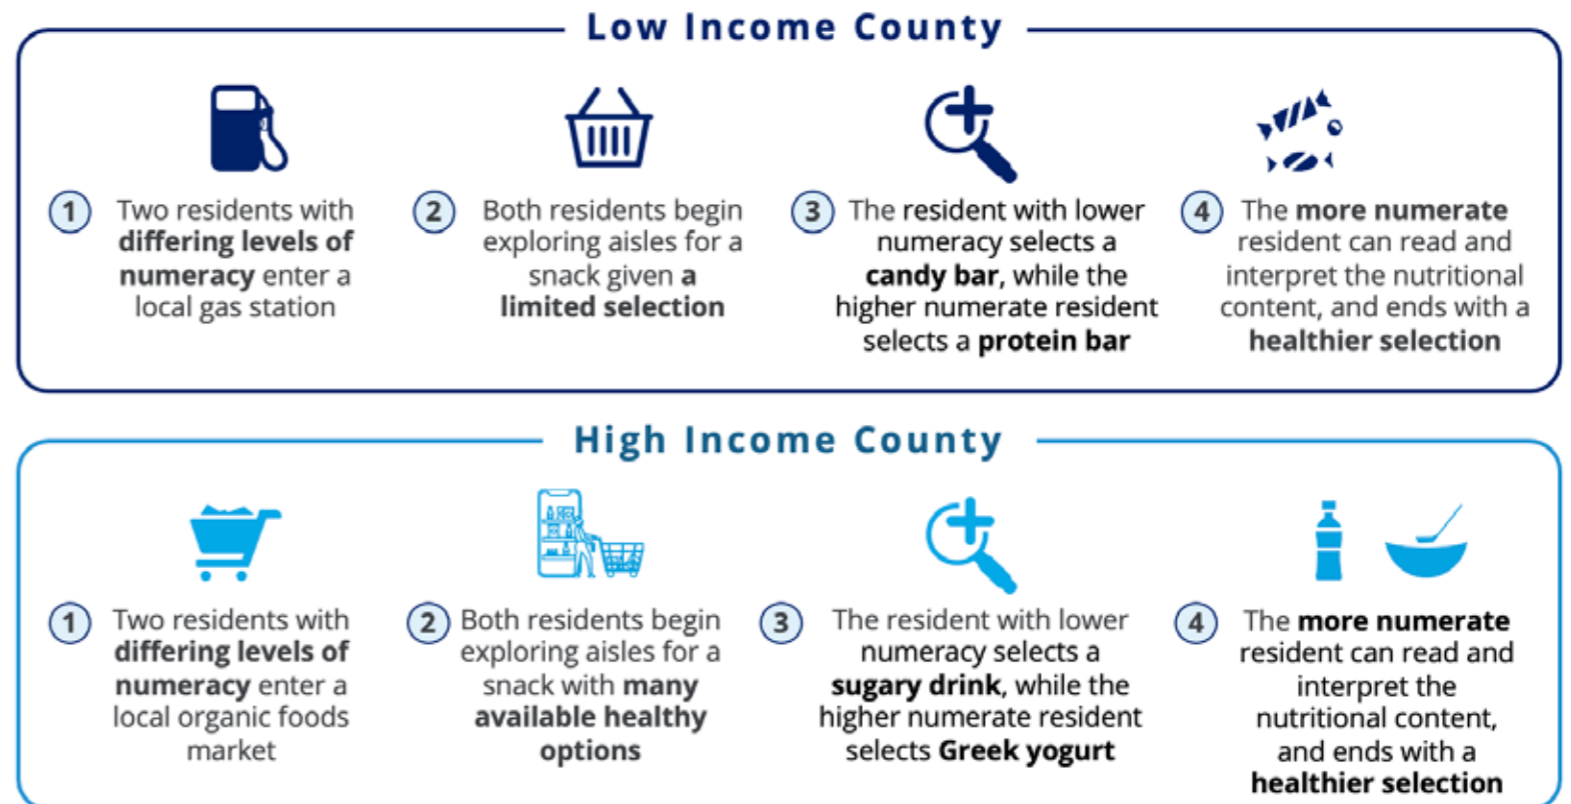 Low Income County
1
Two residents with
differing levels of
numeracy enter a
local gas station
2
Both residents begin
exploring aisles for a
snack given a
limited selection
3
The resident with lower
numeracy selects a
candy bar, while the
higher numerate resident
selects a protein bar
4
The more numerate
resident can read and
interpret the nutritional
content, and ends with a
healthier selection
High Income County
1
Two residents with
differing levels of
numeracy enter a
local organic foods
market
2
Both residents begin
exploring aisles for a
snack with many
available healthy
options
3
The resident with lower
numeracy selects a
sugary drink, while the
higher numerate resident
selects Greek yogurt
4
The more numerate
resident can read and
interpret the
nutritional content,
and ends with a
healthier selection